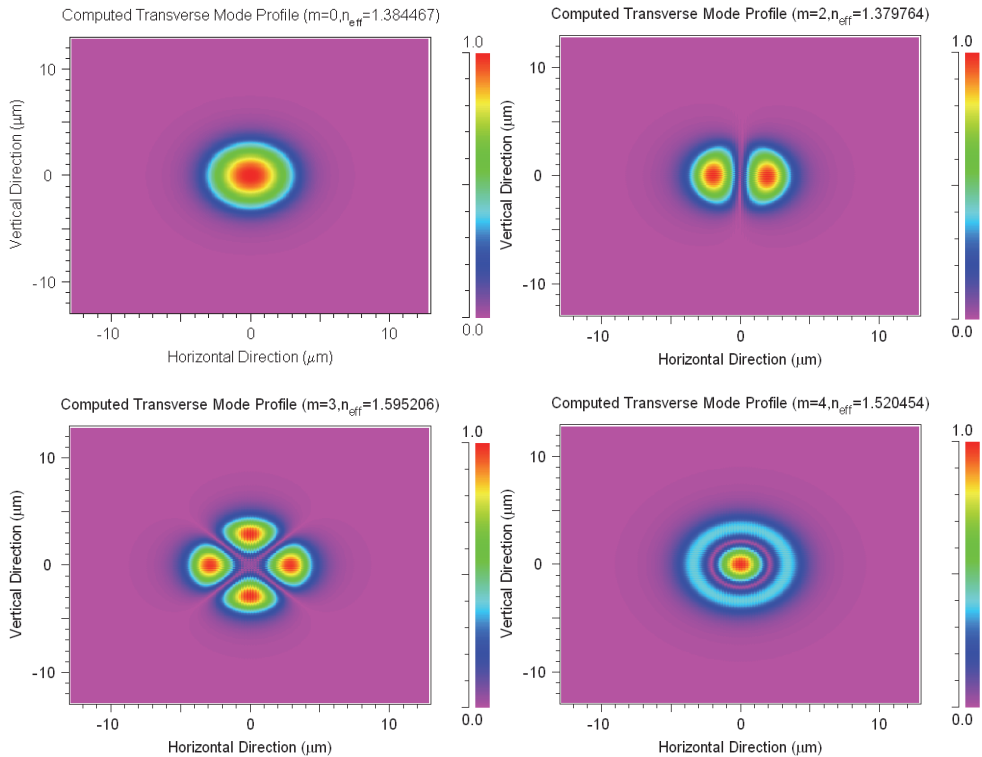 Computed Transverse Mode Profile (m=0,n_eff=1.384467)
1.0
10
0
-10
Vertical Direction (μm)
0.0
-10 0 10
Horizontal Direction (μm)
Computed Transverse Mode Profile (m=2,n_eff=1.379764)
1.0
10
0
-10
Vertical Direction (μm)
0.0
-10 0 10
Horizontal Direction (μm)
Computed Transverse Mode Profile (m=3,n_eff=1.595206)
1.0
10
0
-10
Vertical Direction (μm)
0.0
-10 0 10
Horizontal Direction (μm)
Computed Transverse Mode Profile (m=4,n_eff=1.520454)
1.0
10
0
-10
Vertical Direction (μm)
0.0
-10 0 10
Horizontal Direction (μm)